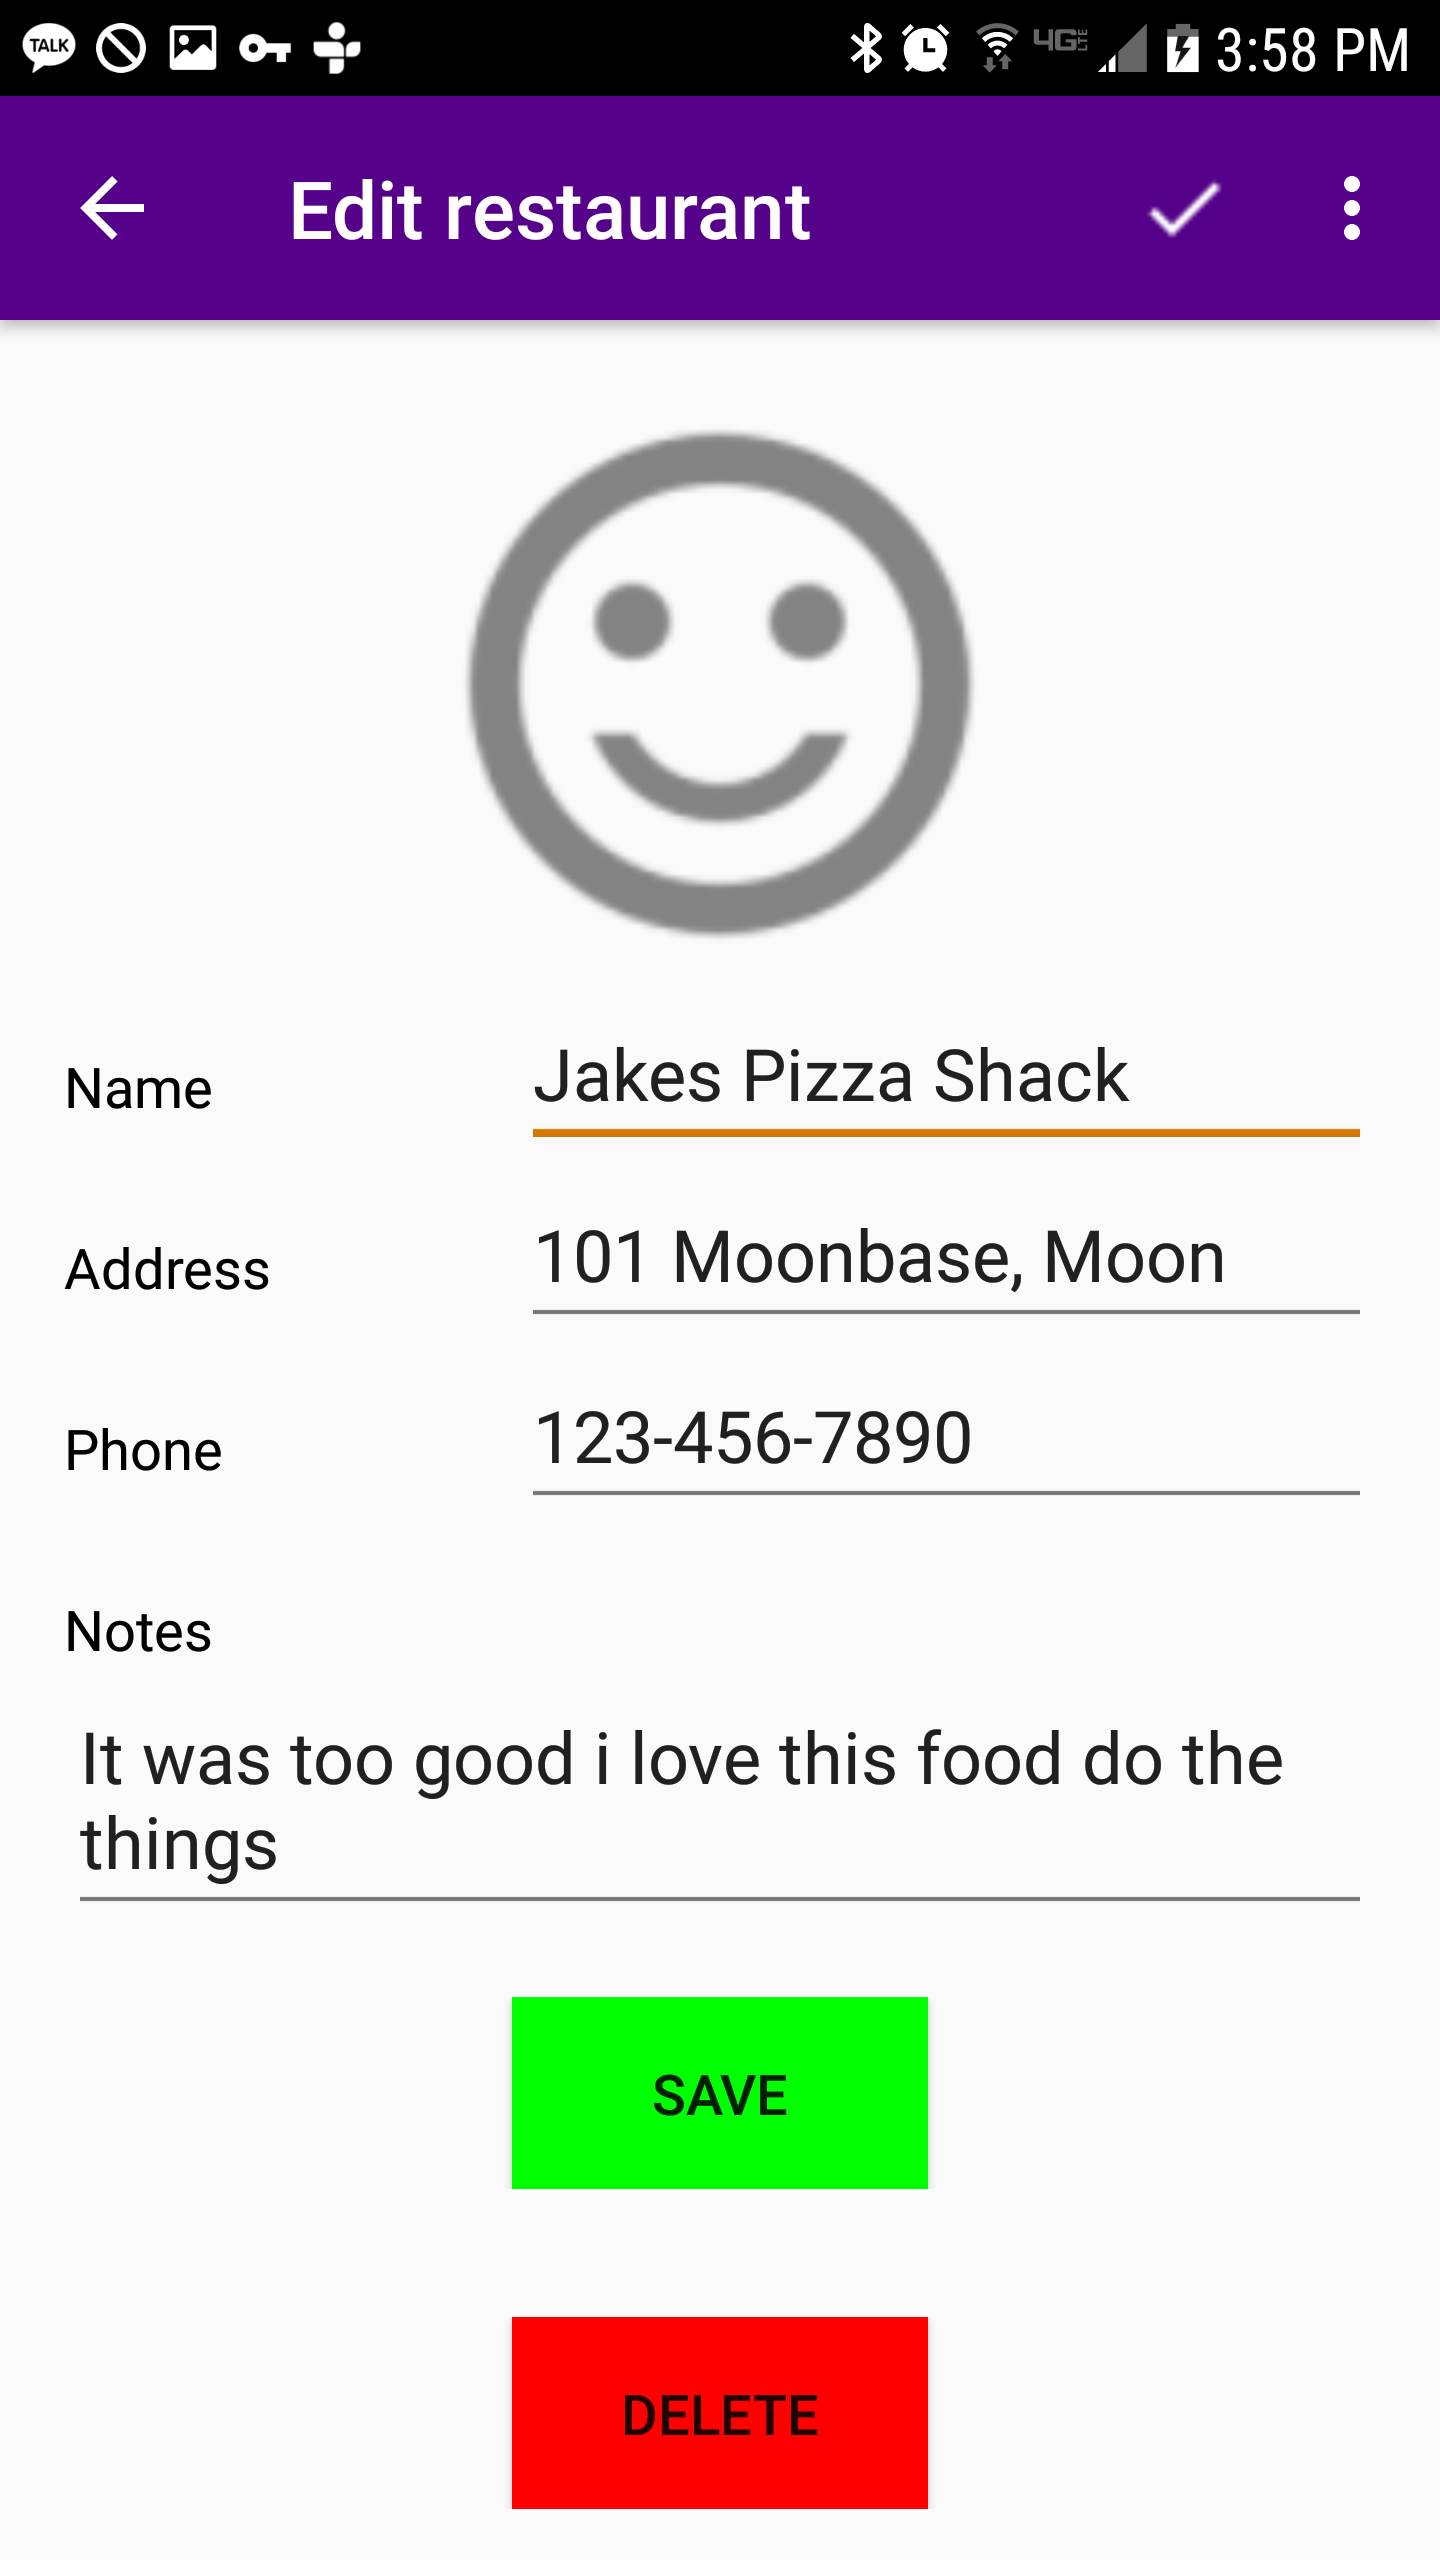 TALK 4G LTE 3:58 PM
Edit restaurant
Name Jakes Pizza Shack
Address 101 Moonbase, Moon
Phone 123-456-7890
Notes
It was too good i love this food do the
things
SAVE
DELETE